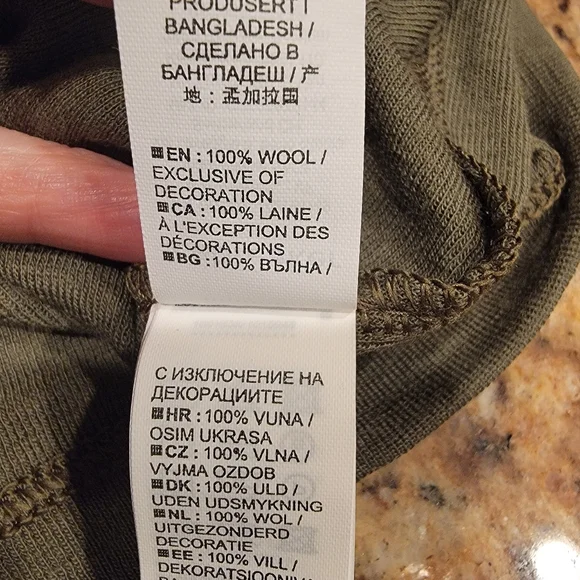 PRODUSERT I
BANGLADESH /
СДЕЛАНО В
БАНГЛАДЕШ / 产
地 : 孟加拉国
EN : 100% WOOL /
EXCLUSIVE OF
DECORATION
CA : 100% LAINE /
À L'EXCEPTION DES
DÉCORATIONS
BG : 100% ВЪЛНА /
С ИЗКЛЮЧЕНИЕ НА
ДЕКОРАЦИИТЕ
HR : 100% VUNA /
OSIM UKRASA
CZ : 100% VLNA /
VYJMA OZDOB
DK : 100% ULD /
UDEN UDSMYKNING
NL : 100% WOL /
UITGEZONDERD
DECORATIE
EE : 100% VILL /